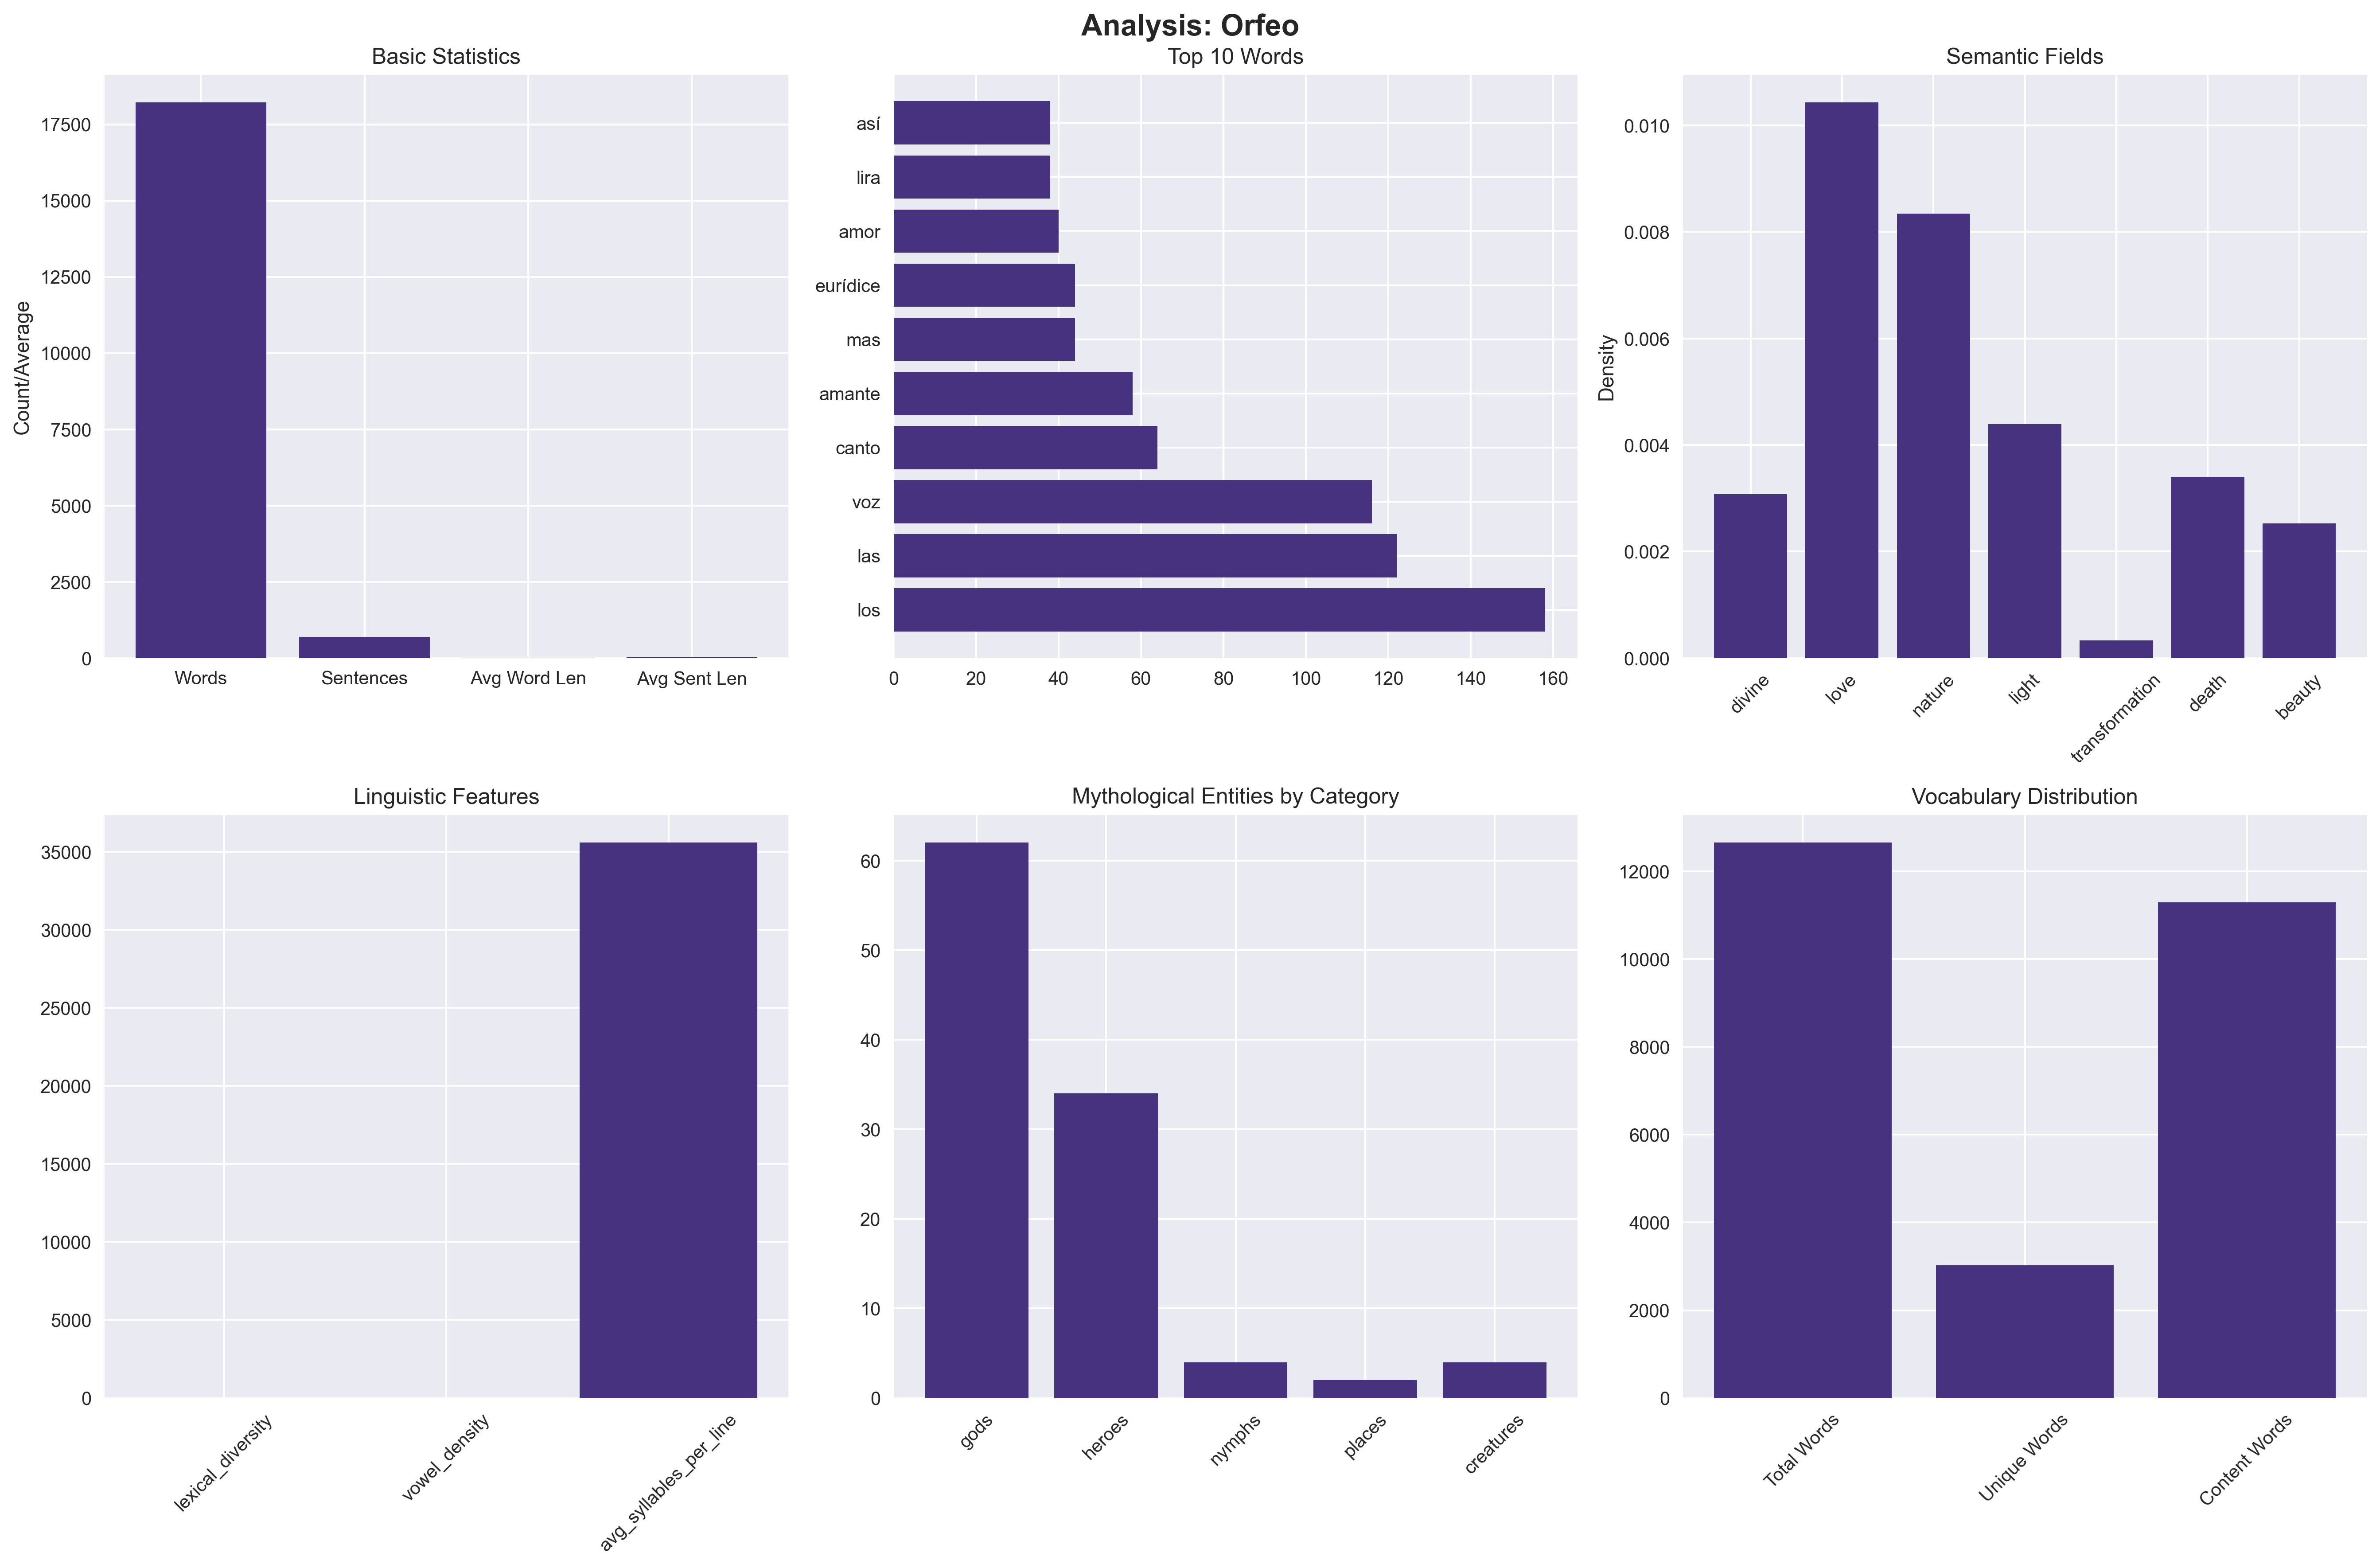 Analysis: Orfeo
Basic Statistics
Count/Average
17500
15000
12500
10000
7500
5000
2500
0
Words
Sentences
Avg Word Len
Avg Sent Len
Top 10 Words
así
lira
amor
eurídice
mas
amante
canto
voz
las
los
0
20
40
60
80
100
120
140
160
Semantic Fields
Density
0.010
0.008
0.006
0.004
0.002
0.000
divine
love
nature
light
transformation
death
beauty
Linguistic Features
35000
30000
25000
20000
15000
10000
5000
0
lexical_diversity
vowel_density
avg_syllables_per_line
Mythological Entities by Category
60
50
40
30
20
10
0
gods
heroes
nymphs
places
creatures
Vocabulary Distribution
12000
10000
8000
6000
4000
2000
0
Total Words
Unique Words
Content Words